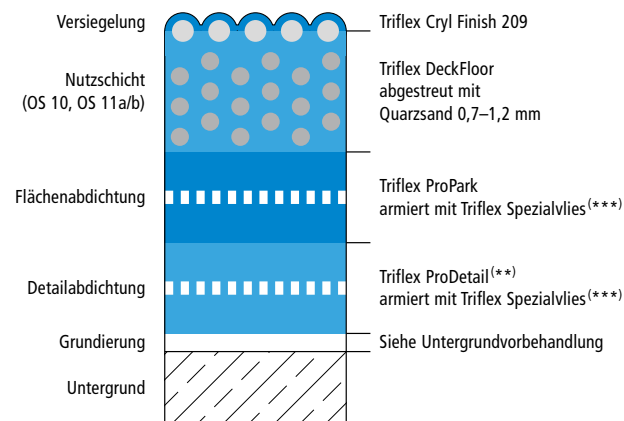 Versiegelung
Triflex Cryl Finish 209
Nutzschicht
(OS 10, OS 11a/b)
Triflex DeckFloor
abgestreut mit
Quarzsand 0,7–1,2 mm
Flächenabdichtung
Triflex ProPark
armiert mit Triflex Spezialvlies(***)
Detailabdichtung
Triflex ProDetail(**)
armiert mit Triflex Spezialvlies(***)
Grundierung
Siehe Untergrundvorbehandlung
Untergrund